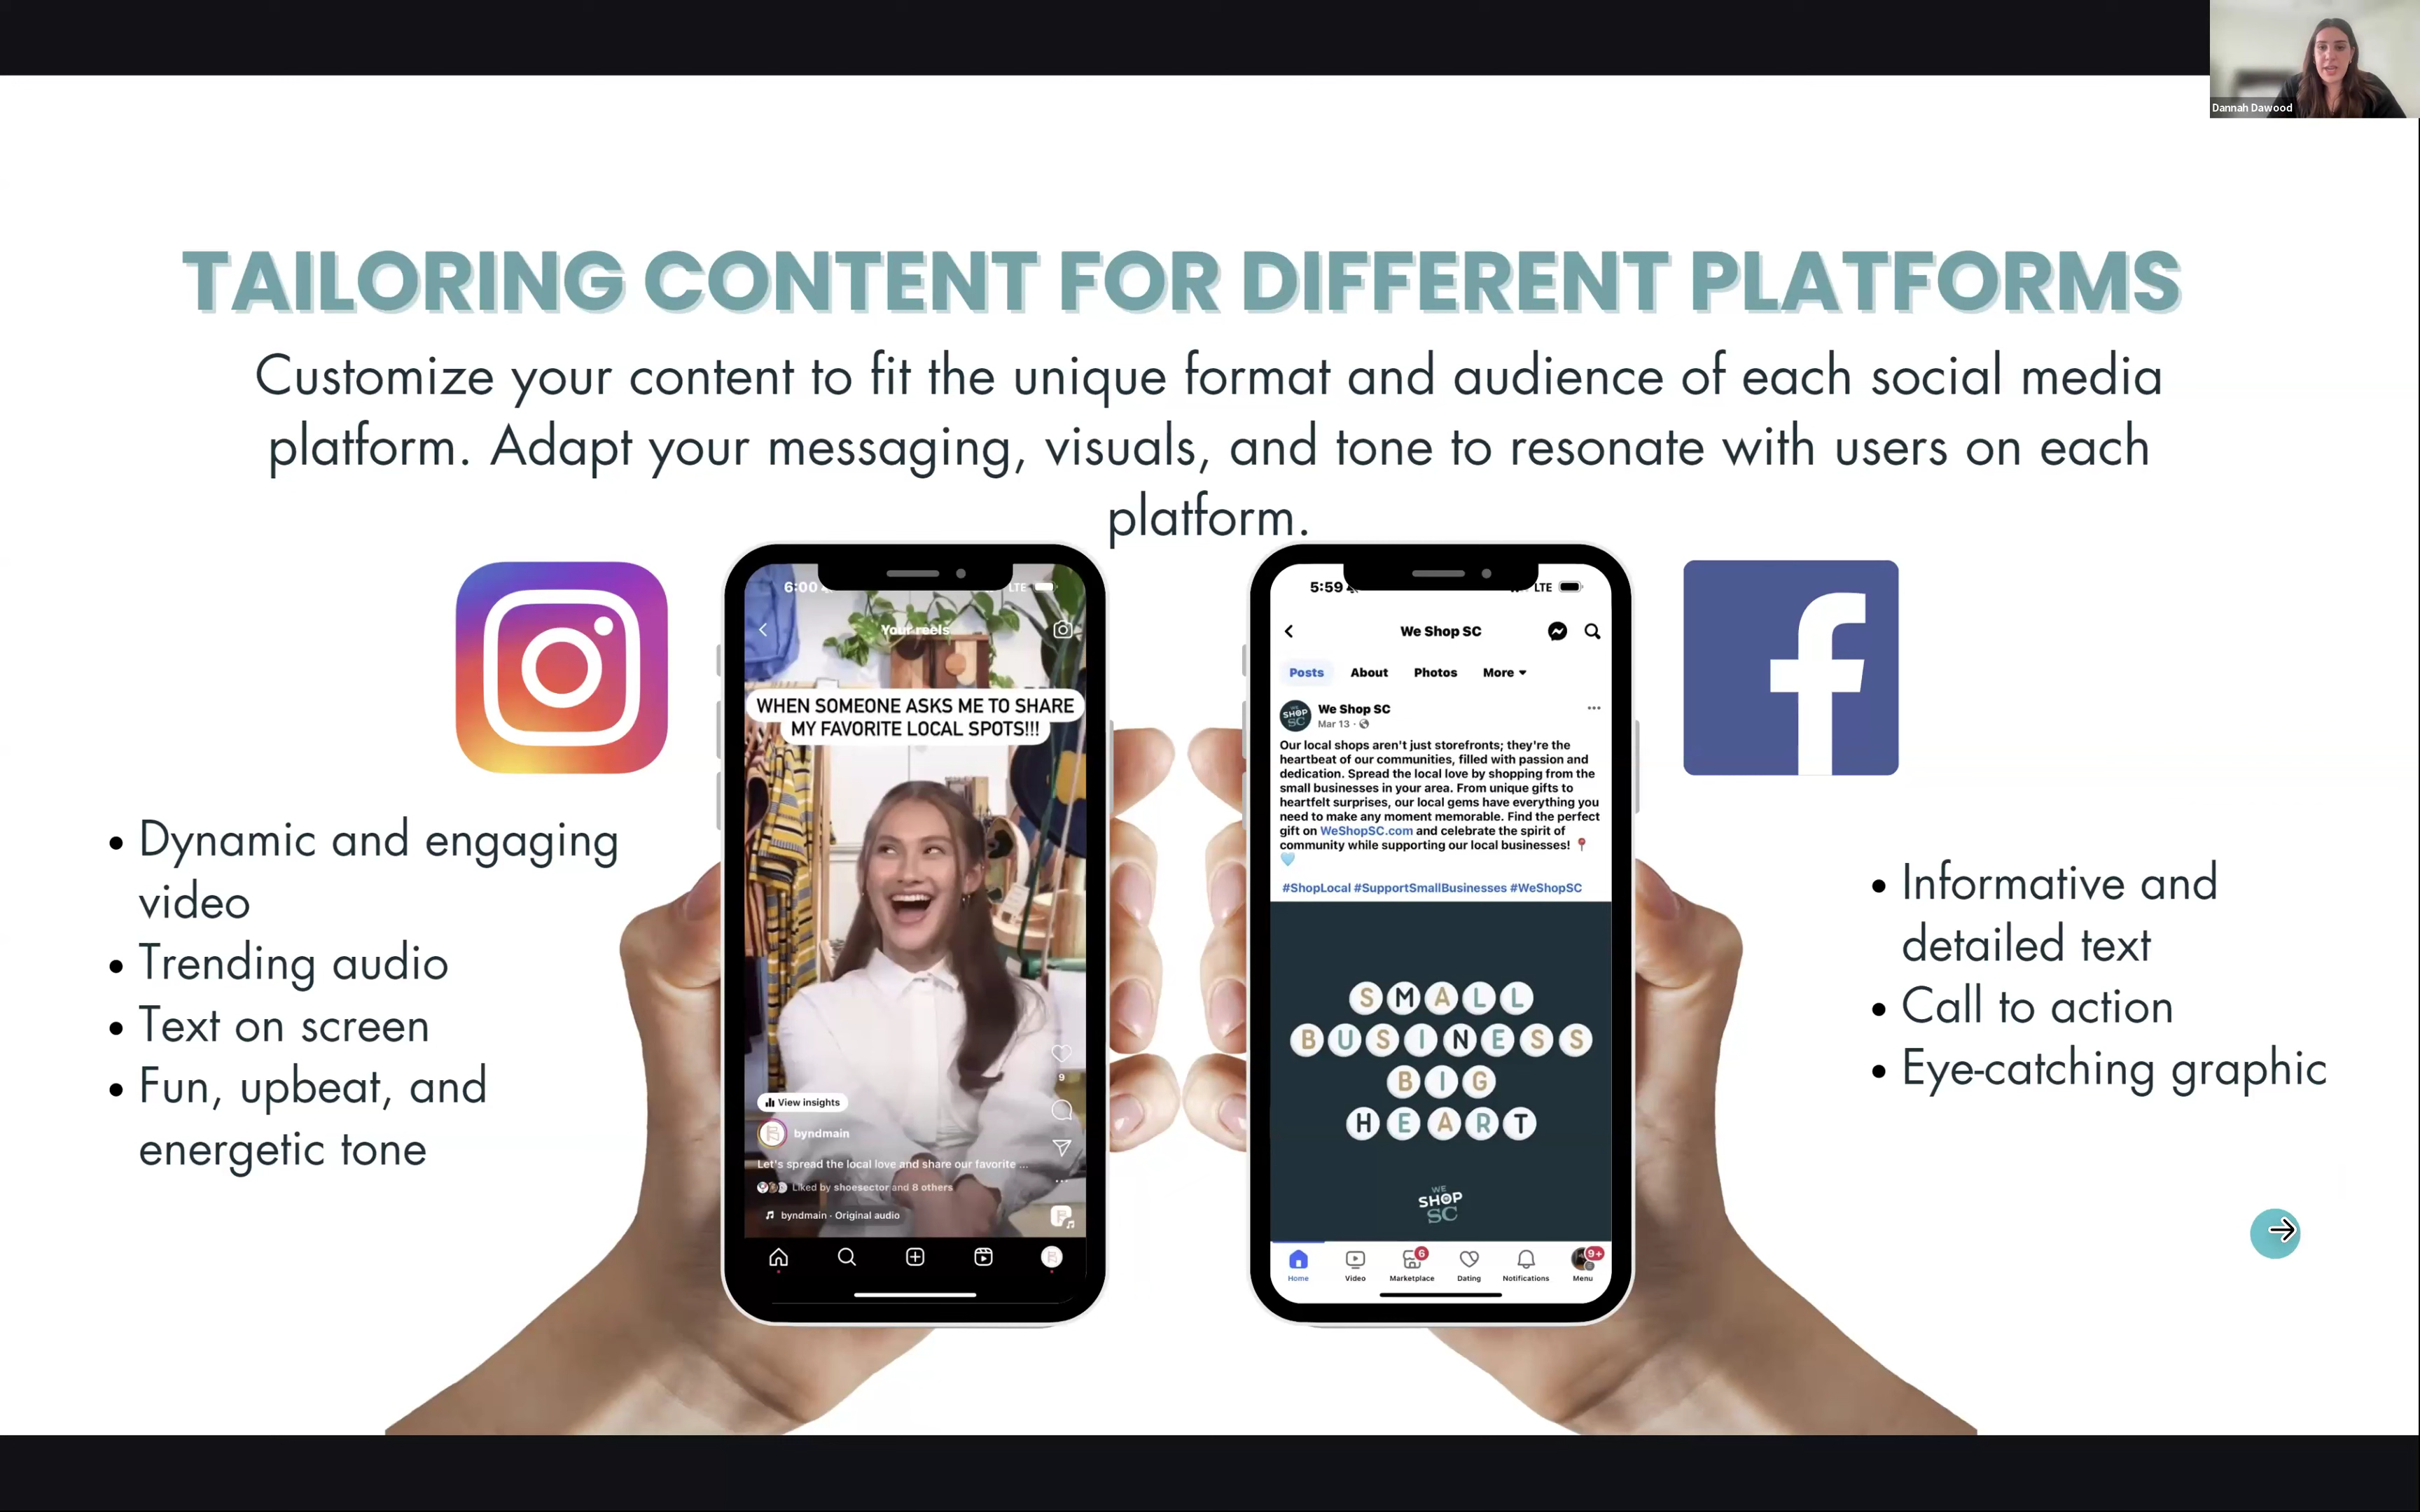 Dannah Dawood
TAILORING CONTENT FOR DIFFERENT PLATFORMS
Customize your content to fit the unique format and audience of each social media
platform. Adapt your messaging, visuals, and tone to resonate with users on each
platform.
• Dynamic and engaging
video
• Trending audio
• Text on screen
• Fun, upbeat, and
energetic tone
6:00
LTE
Your reels
WHEN SOMEONE ASKS ME TO SHARE
MY FAVORITE LOCAL SPOTS!!!
9
View insights
byndmain
Let's spread the local love and share our favorite ...
Liked by shoesector and 8 others
byndmain · Original audio
5:59
LTE
We Shop SC
Posts About Photos More
WE
SHOP
SC
We Shop SC
Mar 13 ·
Our local shops aren't just storefronts; they're the
heartbeat of our communities, filled with passion and
dedication. Spread the local love by shopping from the
small businesses in your area. From unique gifts to
heartfelt surprises, our local gems have everything you
need to make any moment memorable. Find the perfect
gift on WeShopSC.com and celebrate the spirit of
community while supporting our local businesses! 📍
🩵
#ShopLocal #SupportSmallBusinesses #WeShopSC
SMALL
BUSINESS
BIG
HEART
WE
SHOP
SC
6
9+
Home Video Marketplace Dating Notifications Menu
• Informative and
detailed text
• Call to action
• Eye-catching graphic